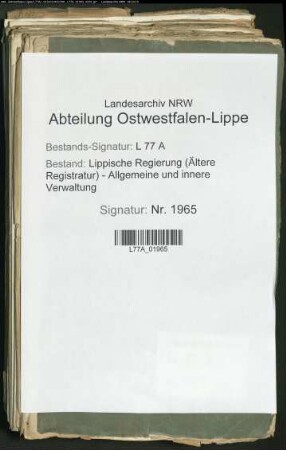 Landesarchiv NRW
Abteilung Ostwestfalen-Lippe
Bestands-Signatur: L 77 A
Bestand: Lippische Regierung (Ältere
Registratur) - Allgemeine und innere
Verwaltung
Signatur: Nr. 1965
L77A_01965